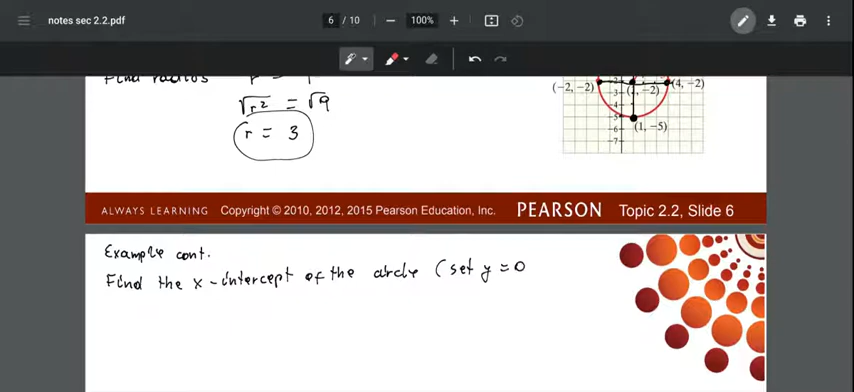 notes sec 2.2.pdf
6 / 10
100%
Find radius
√r² = √9
r = 3
(-2, -2)
(1, -2)
(4, -2)
(1, -5)
ALWAYS LEARNING Copyright © 2010, 2012, 2015 Pearson Education, Inc. PEARSON Topic 2.2, Slide 6
Example cont.
Find the x-intercept of the circle (set y = 0